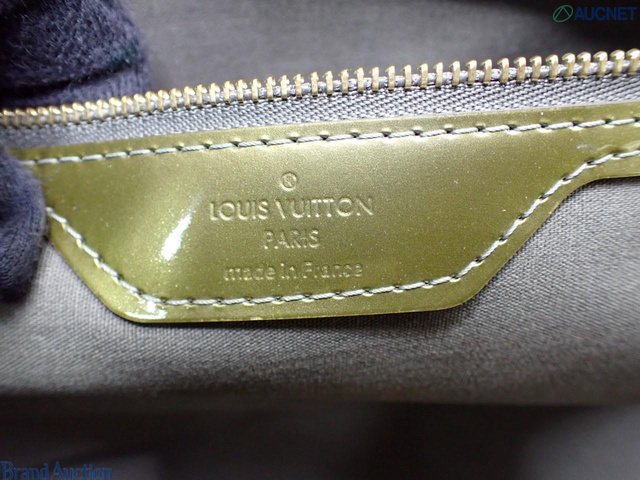 AUCNET
®
LOUIS VUITTON
PARIS
made in France
Brand Auction